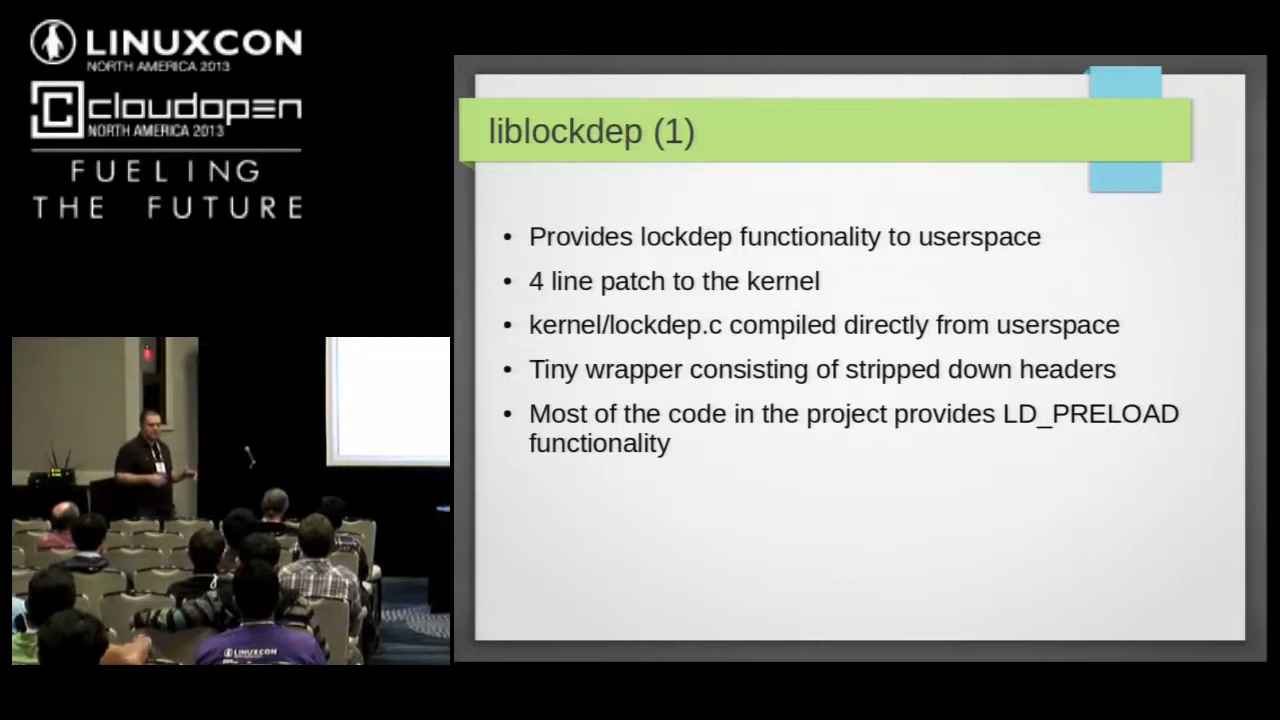 LINUXCON
NORTH AMERICA 2013
cloudopen
NORTH AMERICA 2013
FUELING
THE FUTURE
liblockdep (1)
• Provides lockdep functionality to userspace
• 4 line patch to the kernel
• kernel/lockdep.c compiled directly from userspace
• Tiny wrapper consisting of stripped down headers
• Most of the code in the project provides LD_PRELOAD
functionality
LINUXCON